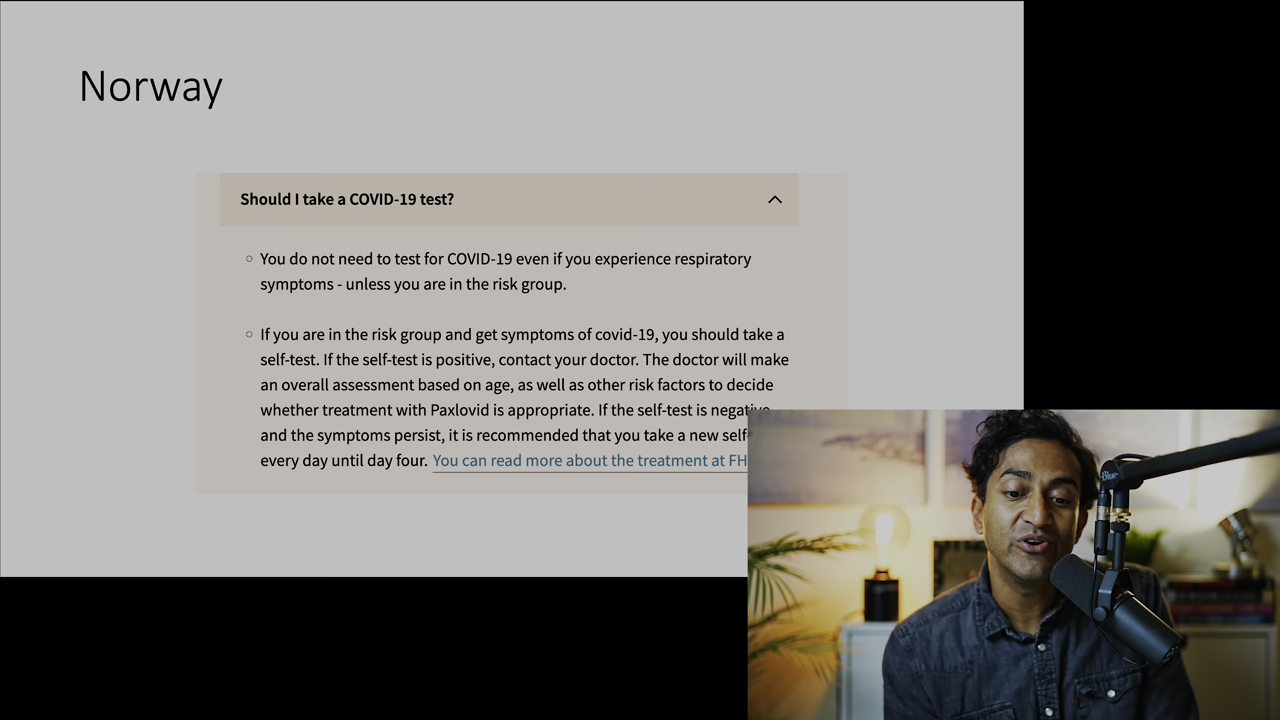 Norway
Should I take a COVID-19 test?
You do not need to test for COVID-19 even if you experience respiratory
symptoms - unless you are in the risk group.
If you are in the risk group and get symptoms of covid-19, you should take a
self-test. If the self-test is positive, contact your doctor. The doctor will make
an overall assessment based on age, as well as other risk factors to decide
whether treatment with Paxlovid is appropriate. If the self-test is negative
and the symptoms persist, it is recommended that you take a new self-
every day until day four. You can read more about the treatment at FH
Blue